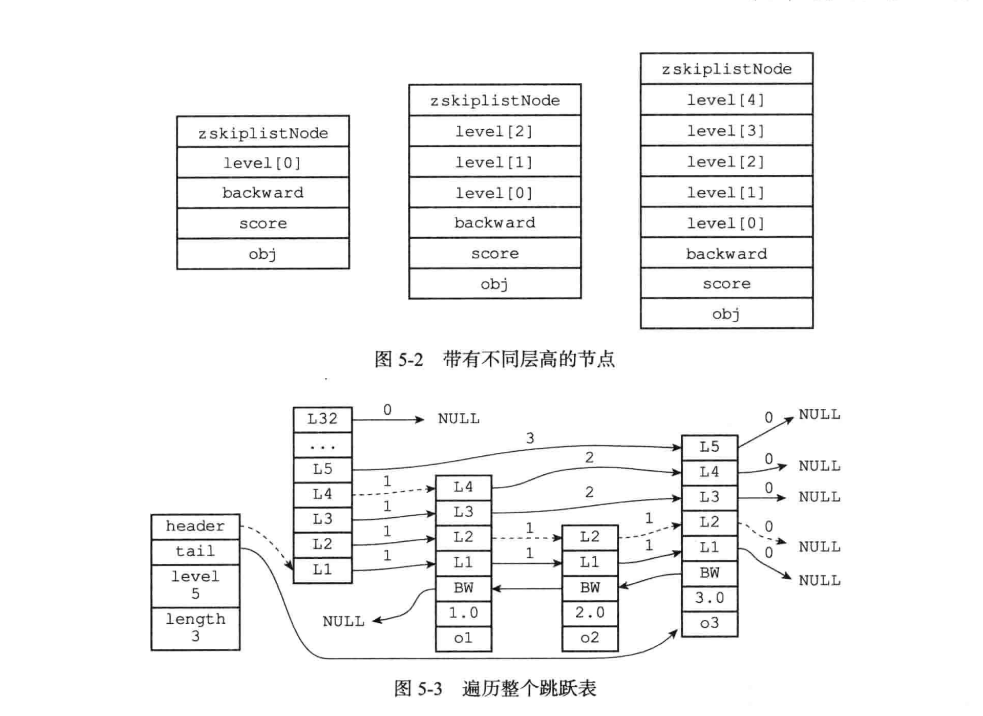 zskiplistNode
level[0]
backward
score
obj
zskiplistNode
level[2]
level[1]
level[0]
backward
score
obj
zskiplistNode
level[4]
level[3]
level[2]
level[1]
level[0]
backward
score
obj
图 5-2 带有不同层高的节点
header
tail
level
5
length
3
L32
...
L5
L4
L3
L2
L1
0
NULL
3
1
1
1
1
NULL
L4
L3
L2
L1
BW
1.0
o1
2
2
1
1
L2
L1
BW
2.0
o2
1
1
L5
L4
L3
L2
L1
BW
3.0
o3
0 NULL
0 NULL
0 NULL
0 NULL
0 NULL
图 5-3 遍历整个跳跃表